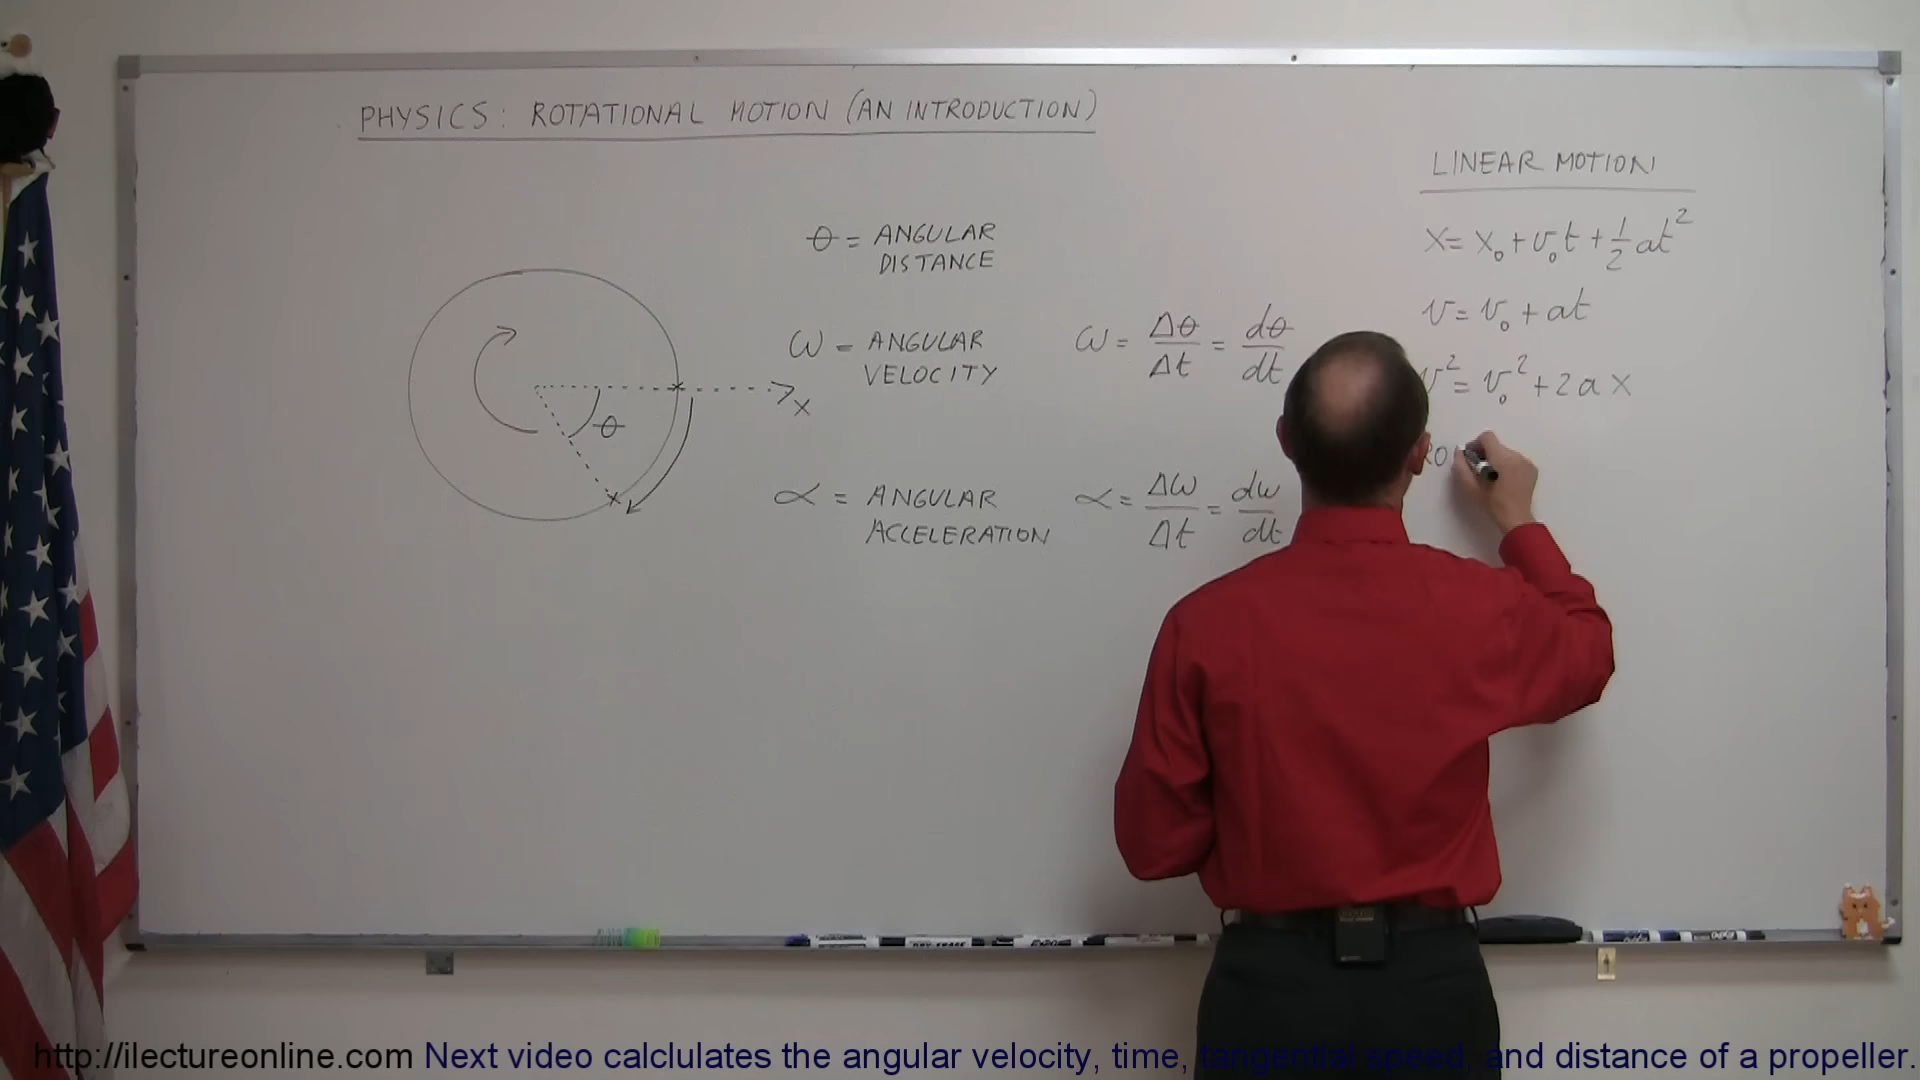 PHYSICS: ROTATIONAL MOTION (AN INTRODUCTION)
θ = ANGULAR
DISTANCE
ω = ANGULAR
VELOCITY
α = ANGULAR
ACCELERATION
θ
x
ω = Δθ/Δt = dθ/dt
α = Δω/Δt = dω/dt
LINEAR MOTION
x = x₀ + v₀t + ½at²
v = v₀ + at
v² = v₀² + 2ax
RO
http://ilectureonline.com Next video calclulates the angular velocity, time, tangential speed, and distance of a propeller.